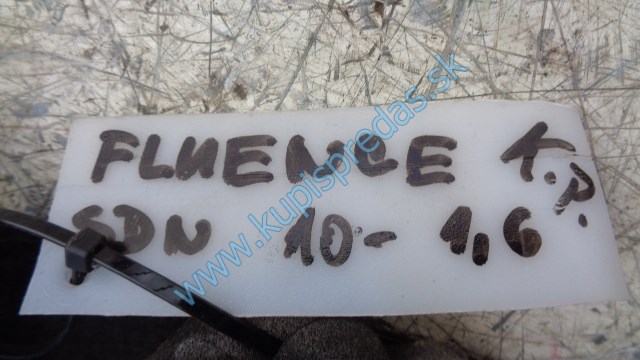 FLUENCE K.P.
SDN 10- 1,6
www.kupispredas.sk